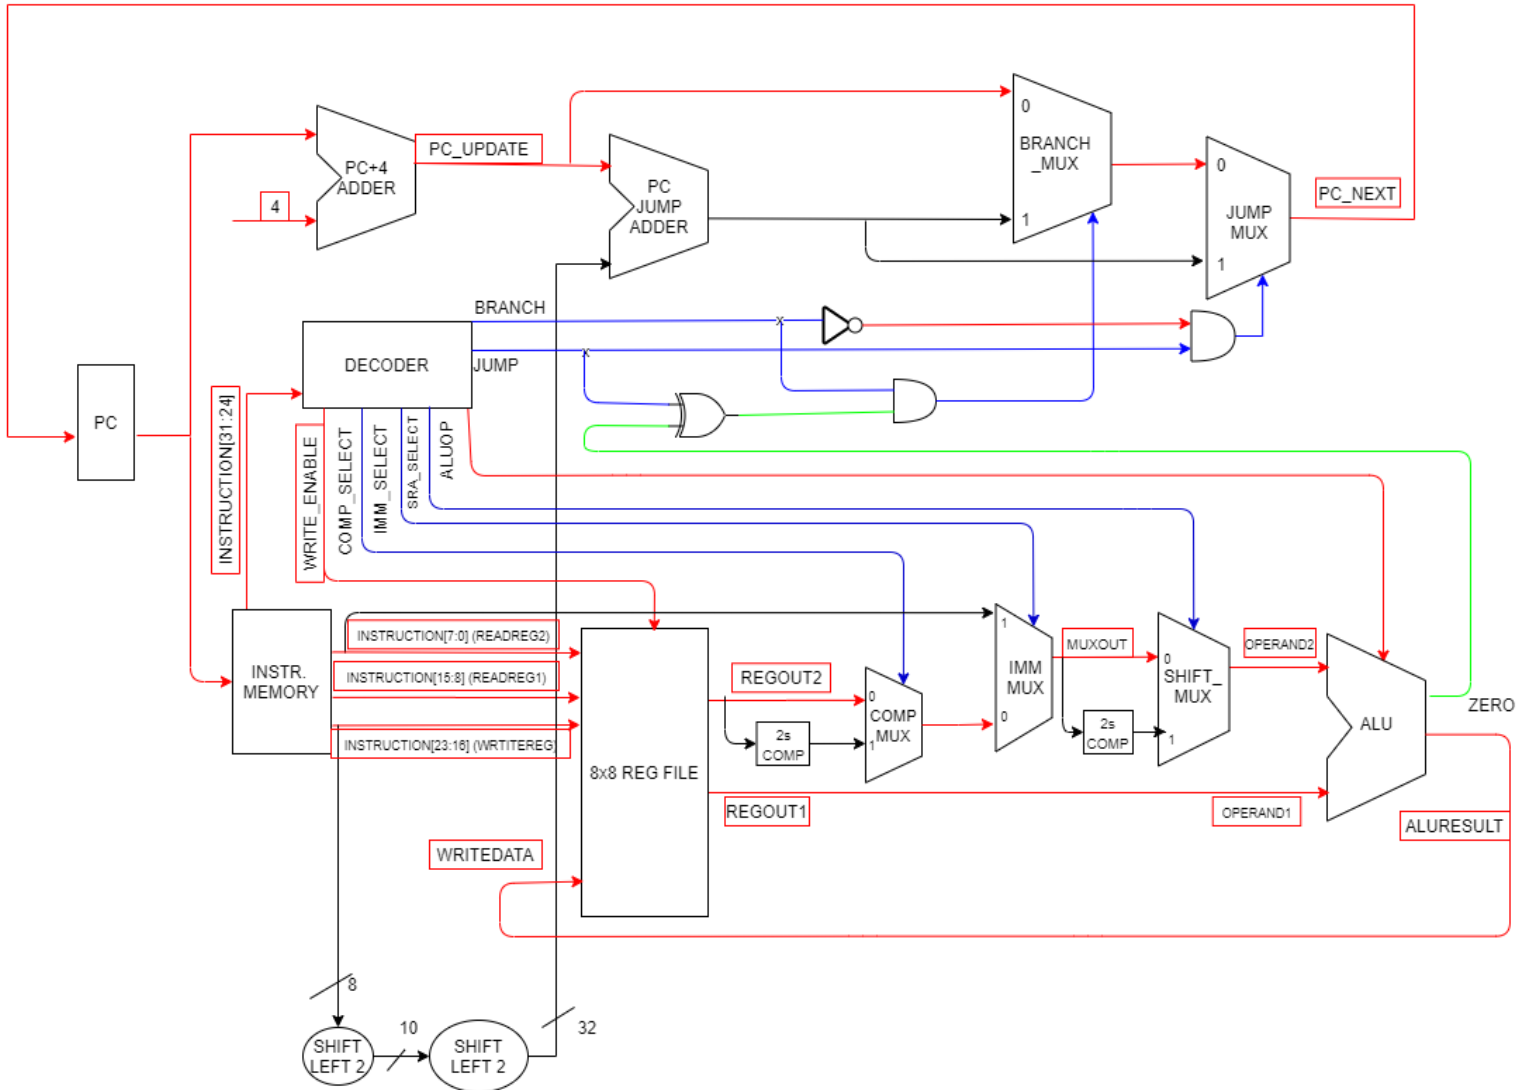 0
BRANCH
_MUX
1
PC_UPDATE
PC+4
ADDER
4
PC
JUMP
ADDER
0
JUMP
MUX
1
PC_NEXT
BRANCH
x
DECODER
JUMP
x
PC
INSTRUCTION[31:24]
WRITE_ENABLE
COMP_SELECT
IMM_SELECT
SRA_SELECT
ALUOP
INSTR.
MEMORY
INSTRUCTION[7:0] (READREG2)
INSTRUCTION[15:8] (READREG1)
INSTRUCTION[23:16] (WRTITEREG)
8x8 REG FILE
REGOUT2
REGOUT1
2s
COMP
0
COMP
MUX
1
1
IMM
MUX
0
MUXOUT
2s
COMP
0
SHIFT_
MUX
1
OPERAND2
OPERAND1
ALU
ZERO
ALURESULT
WRITEDATA
8
SHIFT
LEFT 2
10
SHIFT
LEFT 2
32